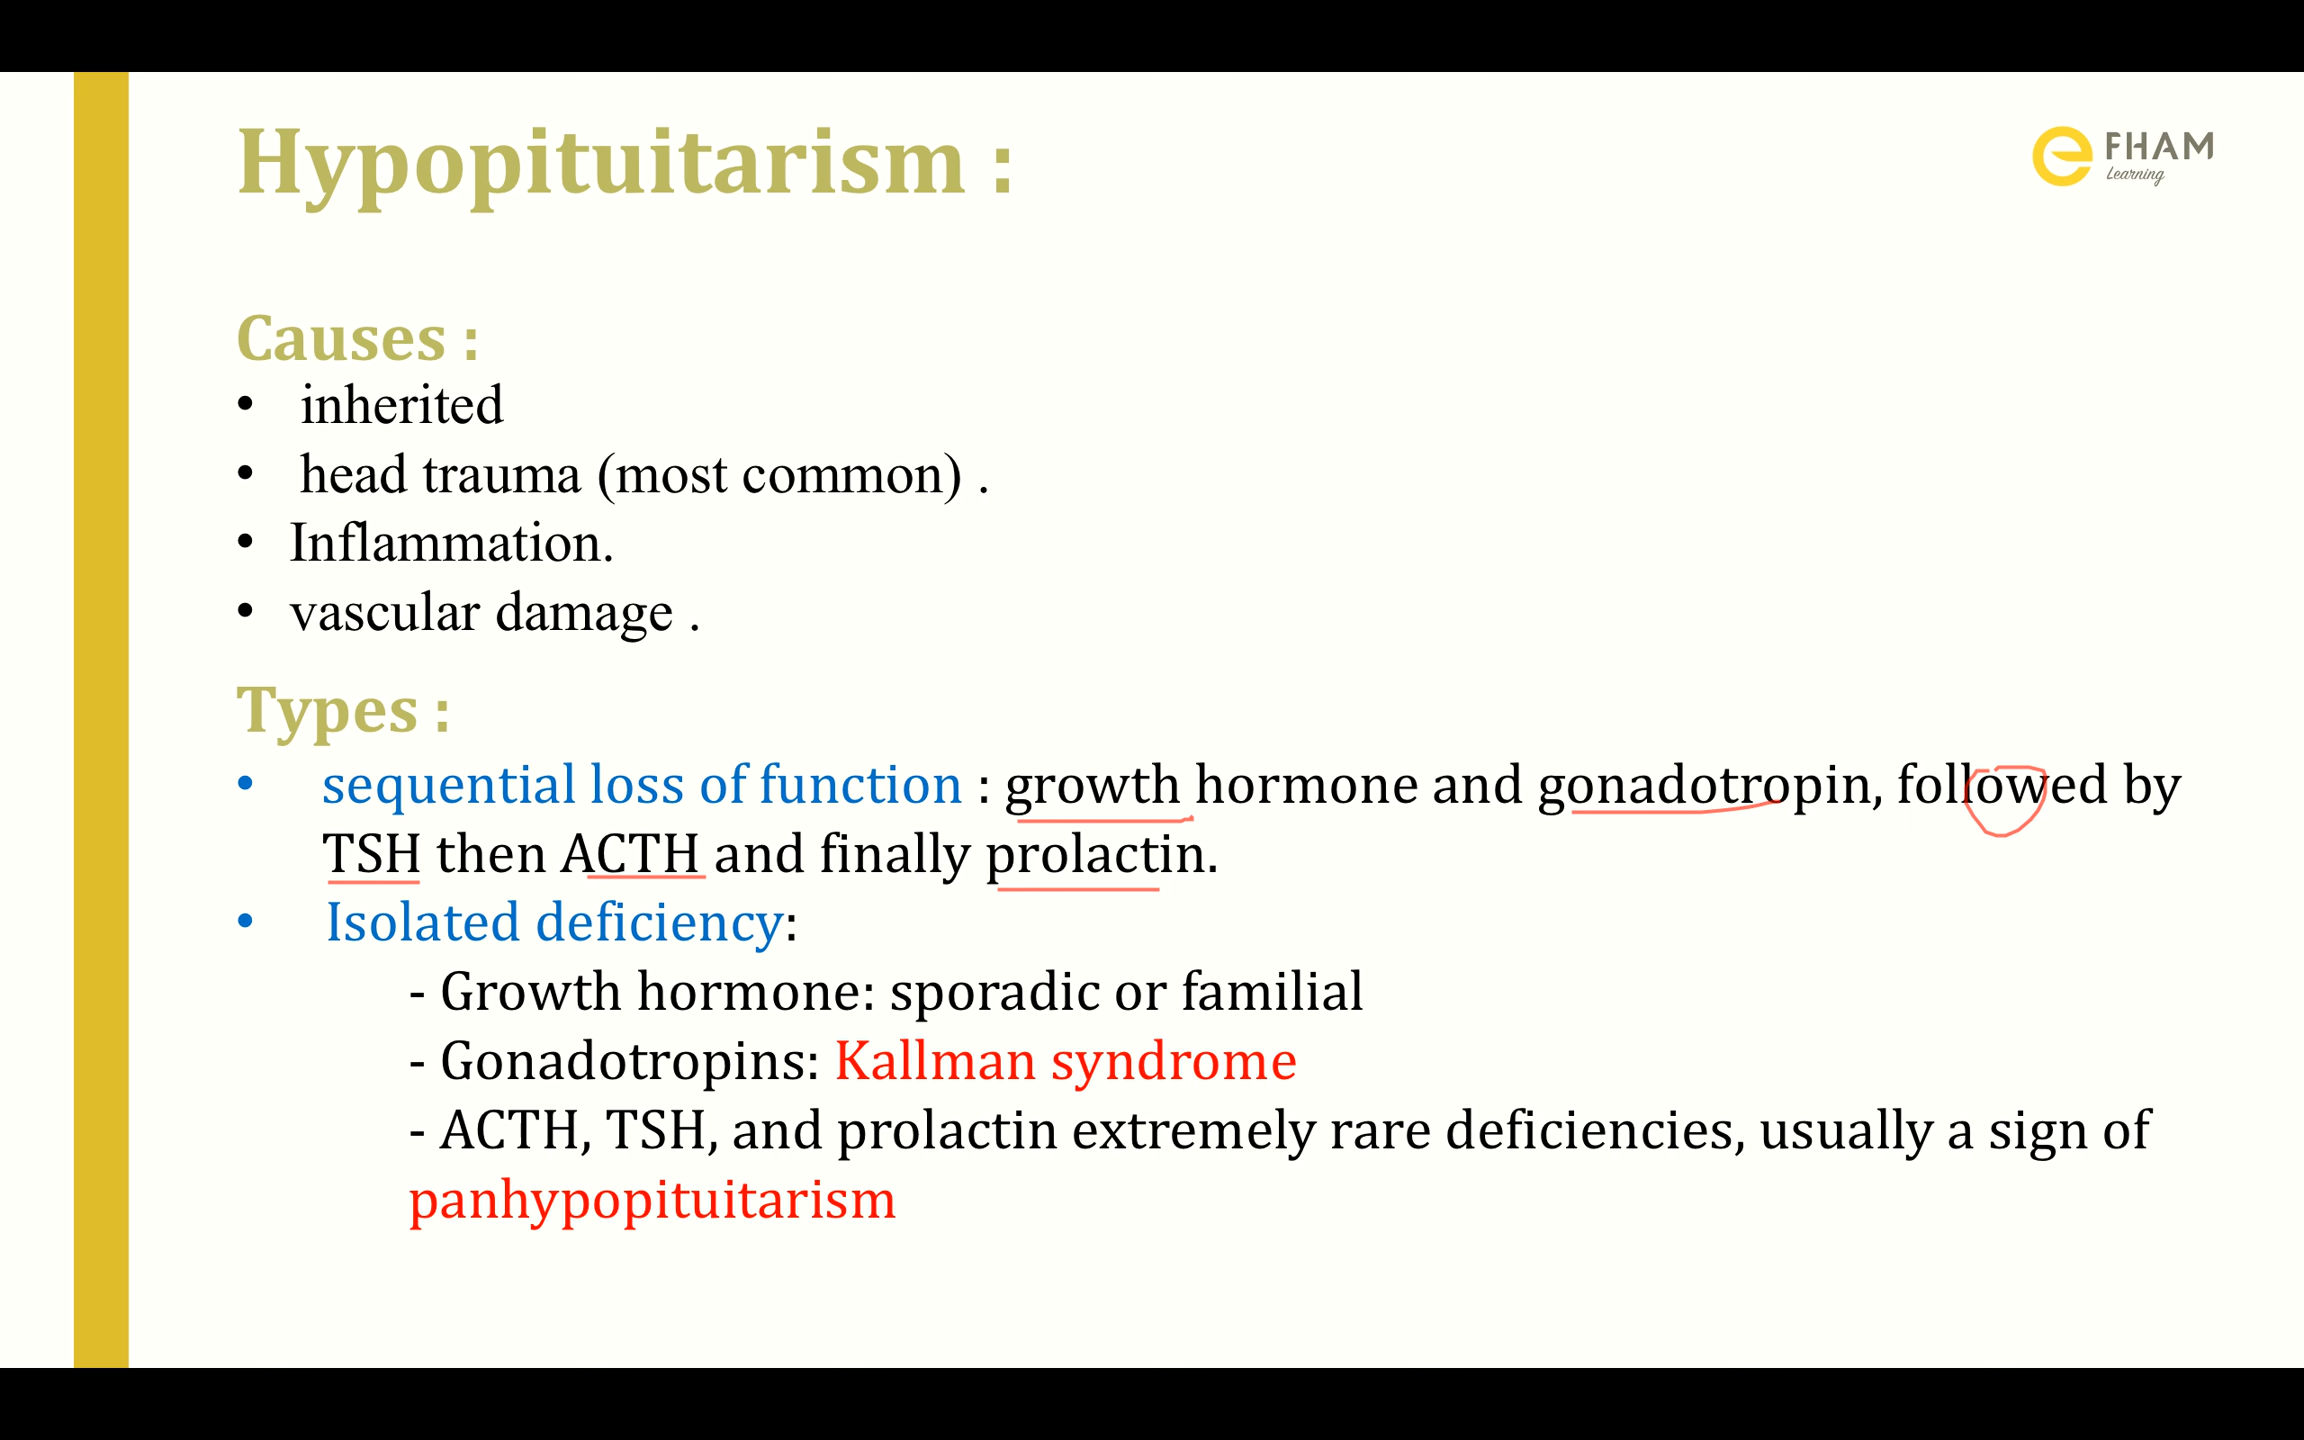 Hypopituitarism :
eFHAM
Learning
Causes :
• inherited
• head trauma (most common) .
• Inflammation.
• vascular damage .
Types :
• sequential loss of function : growth hormone and gonadotropin, followed by
TSH then ACTH and finally prolactin.
• Isolated deficiency:
- Growth hormone: sporadic or familial
- Gonadotropins: Kallman syndrome
- ACTH, TSH, and prolactin extremely rare deficiencies, usually a sign of
panhypopituitarism